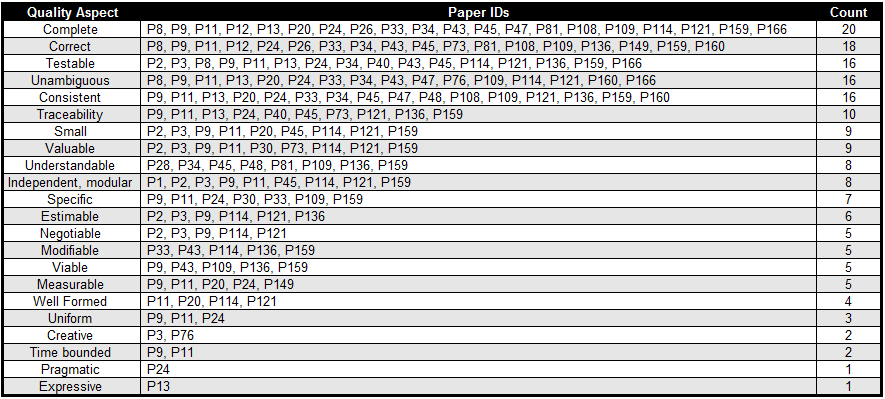 Quality Aspect Paper IDs Count
Complete P8, P9, P11, P12, P13, P20, P24, P26, P33, P34, P43, P45, P47, P81, P108, P109, P114, P121, P159, P166 20
Correct P8, P9, P11, P12, P24, P26, P33, P34, P43, P45, P73, P81, P108, P109, P136, P149, P159, P160 18
Testable P2, P3, P8, P9, P11, P13, P24, P34, P40, P43, P45, P114, P121, P136, P159, P166 16
Unambiguous P8, P9, P11, P13, P20, P24, P33, P34, P43, P47, P76, P109, P114, P121, P160, P166 16
Consistent P9, P11, P13, P20, P24, P33, P34, P45, P47, P48, P108, P109, P121, P136, P159, P160 16
Traceability P9, P11, P13, P24, P40, P45, P73, P121, P136, P159 10
Small P2, P3, P9, P11, P20, P45, P114, P121, P159 9
Valuable P2, P3, P9, P11, P30, P73, P114, P121, P159 9
Understandable P28, P34, P45, P48, P81, P109, P136, P159 8
Independent, modular P1, P2, P3, P9, P11, P45, P114, P121, P159 8
Specific P9, P11, P24, P30, P33, P109, P159 7
Estimable P2, P3, P9, P114, P121, P136 6
Negotiable P2, P3, P9, P114, P121 5
Modifiable P33, P43, P114, P136, P159 5
Viable P9, P43, P109, P136, P159 5
Measurable P9, P11, P20, P24, P149 5
Well Formed P11, P20, P114, P121 4
Uniform P9, P11, P24 3
Creative P3, P76 2
Time bounded P9, P11 2
Pragmatic P24 1
Expressive P13 1